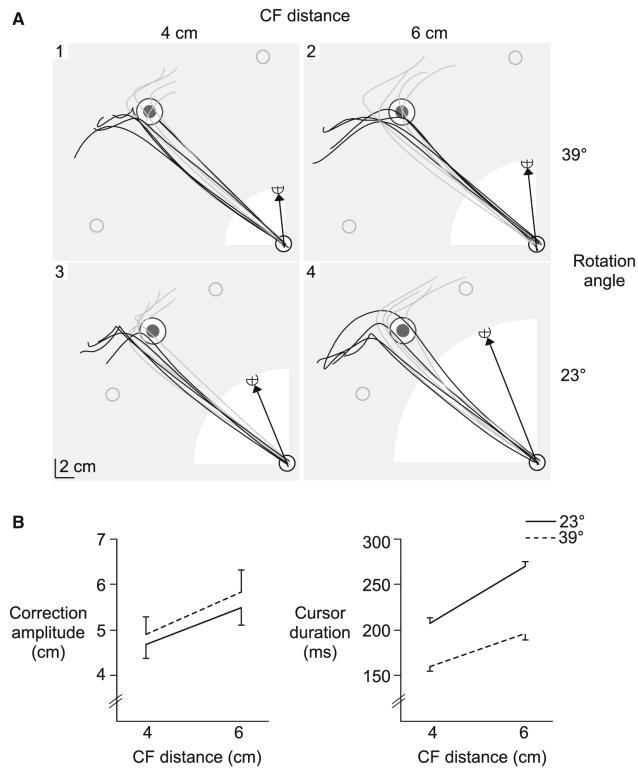 A
CF distance
4 cm
6 cm
1
2
39°
Rotation
angle
3
4
23°
2 cm
B
23°
39°
7
6
5
4
Correction
amplitude
(cm)
4
6
CF distance (cm)
300
250
200
150
Cursor
duration
(ms)
4
6
CF distance (cm)